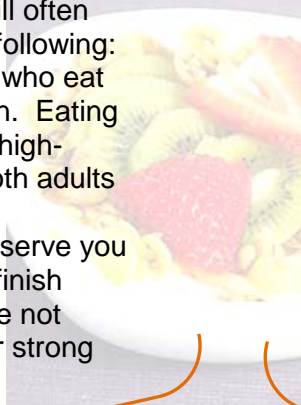 ll often
following:
who eat
n. Eating
high-
oth adults
serve you
finish
e not
r strong